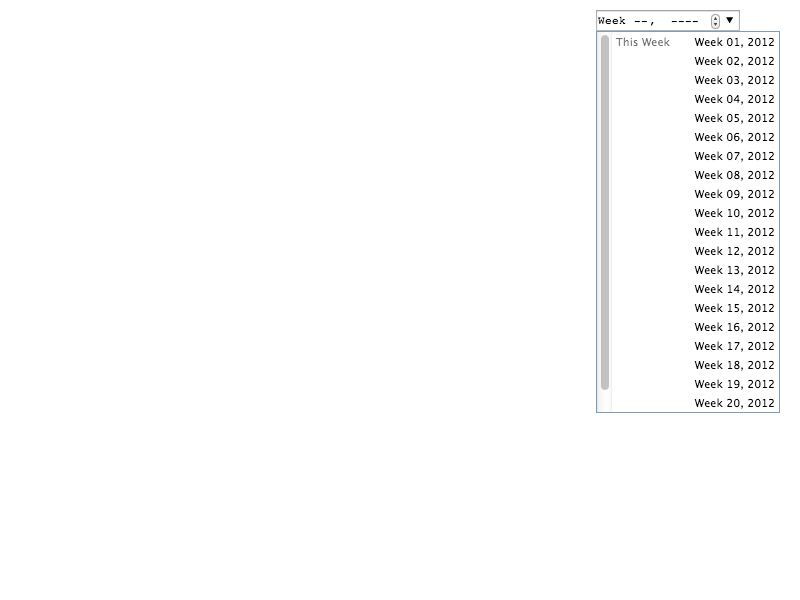 Week --, ----
This Week Week 01, 2012
Week 02, 2012
Week 03, 2012
Week 04, 2012
Week 05, 2012
Week 06, 2012
Week 07, 2012
Week 08, 2012
Week 09, 2012
Week 10, 2012
Week 11, 2012
Week 12, 2012
Week 13, 2012
Week 14, 2012
Week 15, 2012
Week 16, 2012
Week 17, 2012
Week 18, 2012
Week 19, 2012
Week 20, 2012